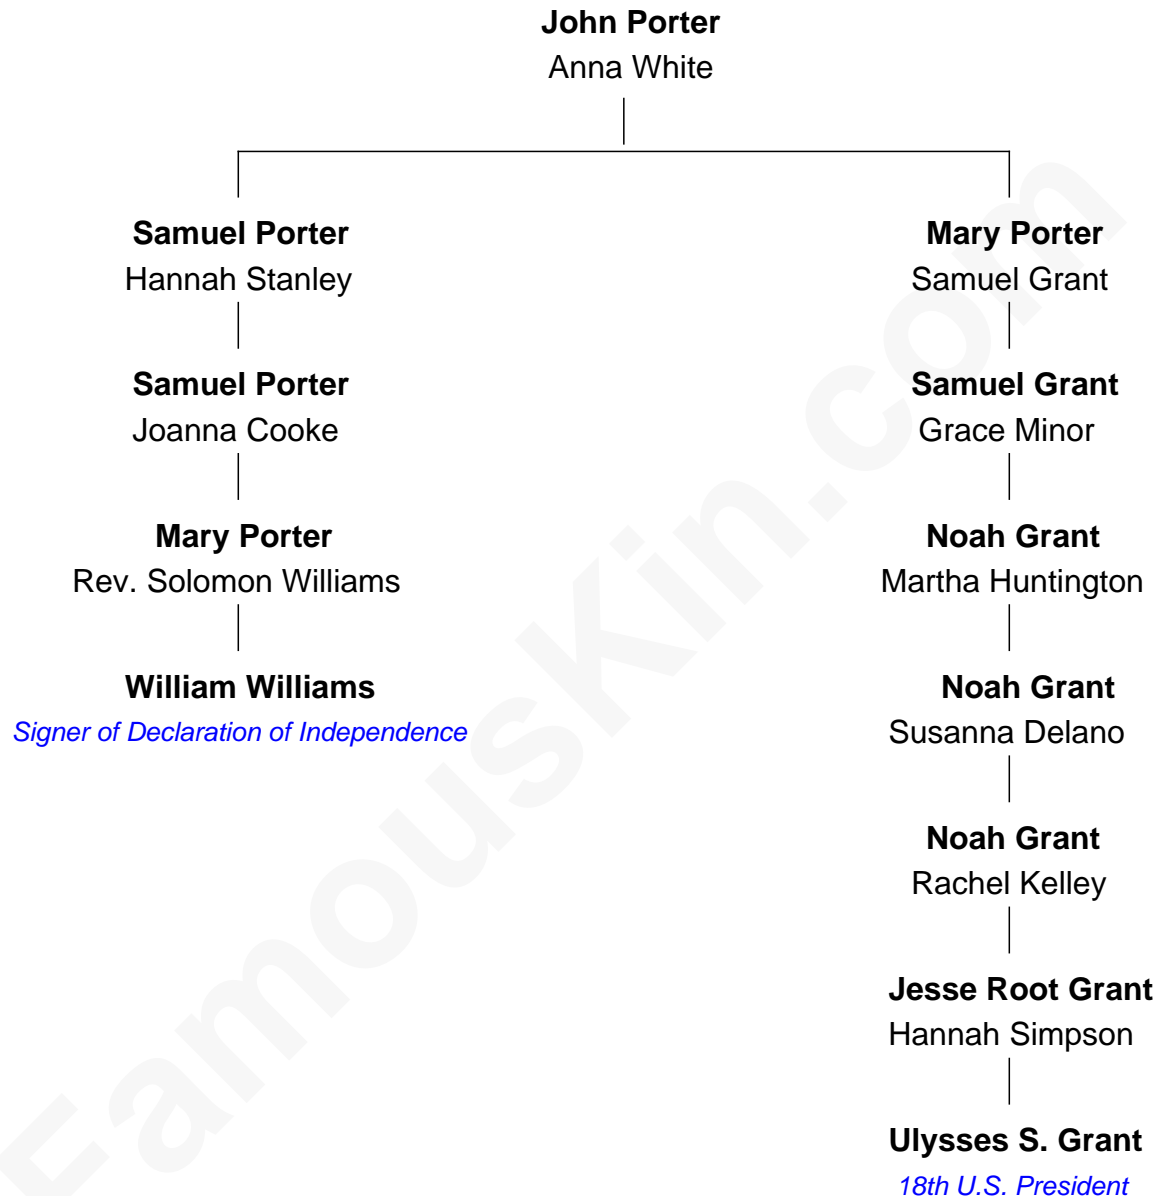 John Porter
Anna White
Samuel Porter
Hannah Stanley
Samuel Porter
Joanna Cooke
Mary Porter
Rev. Solomon Williams
William Williams
Signer of Declaration of Independence
Mary Porter
Samuel Grant
Samuel Grant
Grace Minor
Noah Grant
Martha Huntington
Noah Grant
Susanna Delano
Noah Grant
Rachel Kelley
Jesse Root Grant
Hannah Simpson
Ulysses S. Grant
18th U.S. President
FamousKin.com